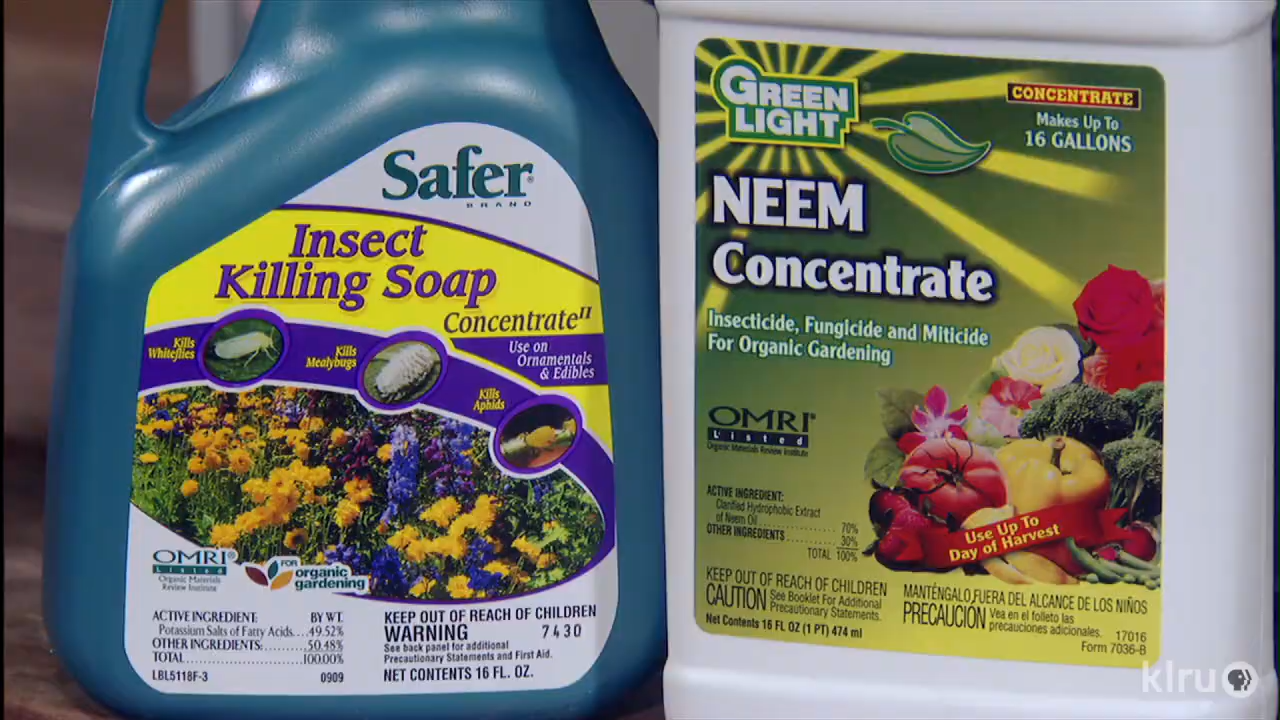 Safer®
BRAND
Insect
Killing Soap
Concentrate II
Use on
Ornamentals
& Edibles
Kills
Whiteflies
Kills
Mealybugs
Kills
Aphids
OMRI®
Listed
Organic Materials
Review Institute
FOR
organic
gardening
ACTIVE INGREDIENT: BY WT.
Potassium Salts of Fatty Acids....49.52%
OTHER INGREDIENTS:..............50.48%
TOTAL..............................100.00%
LBL5118F-3 0909
KEEP OUT OF REACH OF CHILDREN
WARNING 7430
See back panel for additional
Precautionary Statements and First Aid.
NET CONTENTS 16 FL. OZ.
GREEN
LIGHT
CONCENTRATE
Makes Up To
16 GALLONS
NEEM
Concentrate
Insecticide, Fungicide and Miticide
For Organic Gardening
OMRI®
Listed
Organic Materials Review Institute
ACTIVE INGREDIENT:
Clarified Hydrophobic Extract
of Neem Oil .................... 70%
OTHER INGREDIENTS ............. 30%
TOTAL 100%
Use Up To
Day of Harvest
KEEP OUT OF REACH OF CHILDREN
CAUTION See Booklet For Additional
Precautionary Statements.
Net Contents 16 FL OZ (1 PT) 474 ml
MANTÉNGALO FUERA DEL ALCANCE DE LOS NIÑOS
PRECAUCION Vea en el folleto las
precauciones adicionales.
17016
Form 7036-B
klru